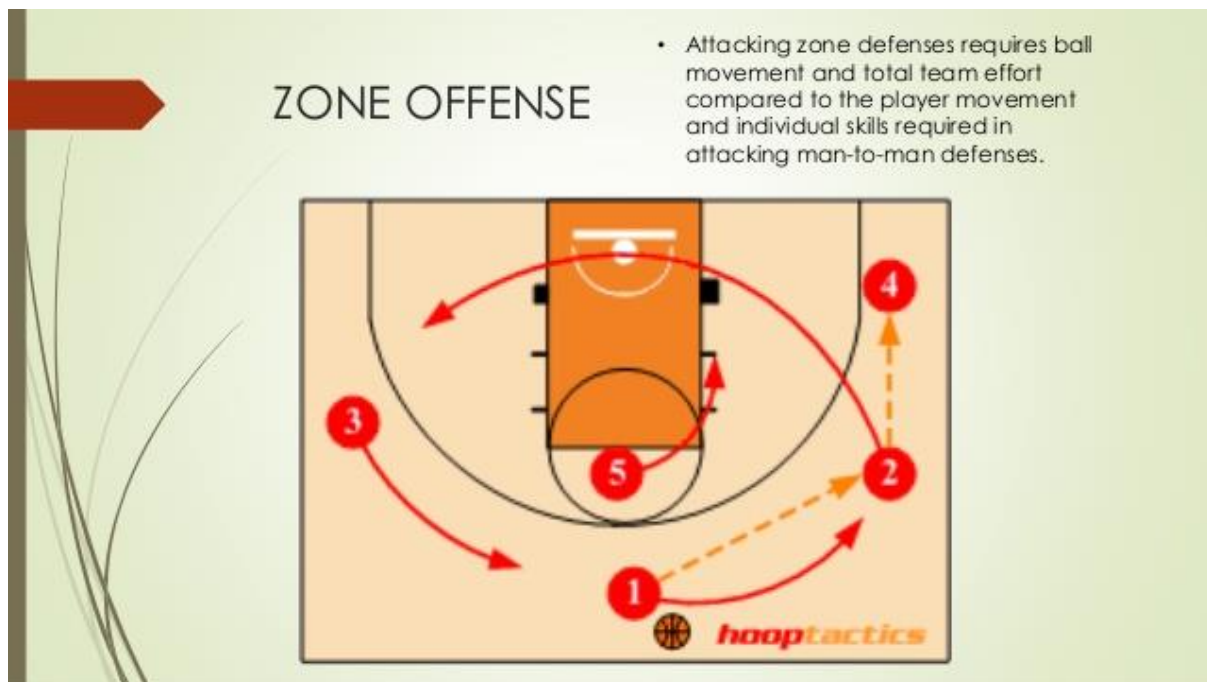 ZONE OFFENSE
• Attacking zone defenses requires ball
movement and total team effort
compared to the player movement
and individual skills required in
attacking man-to-man defenses.
4
3
5
2
1
hooptactics